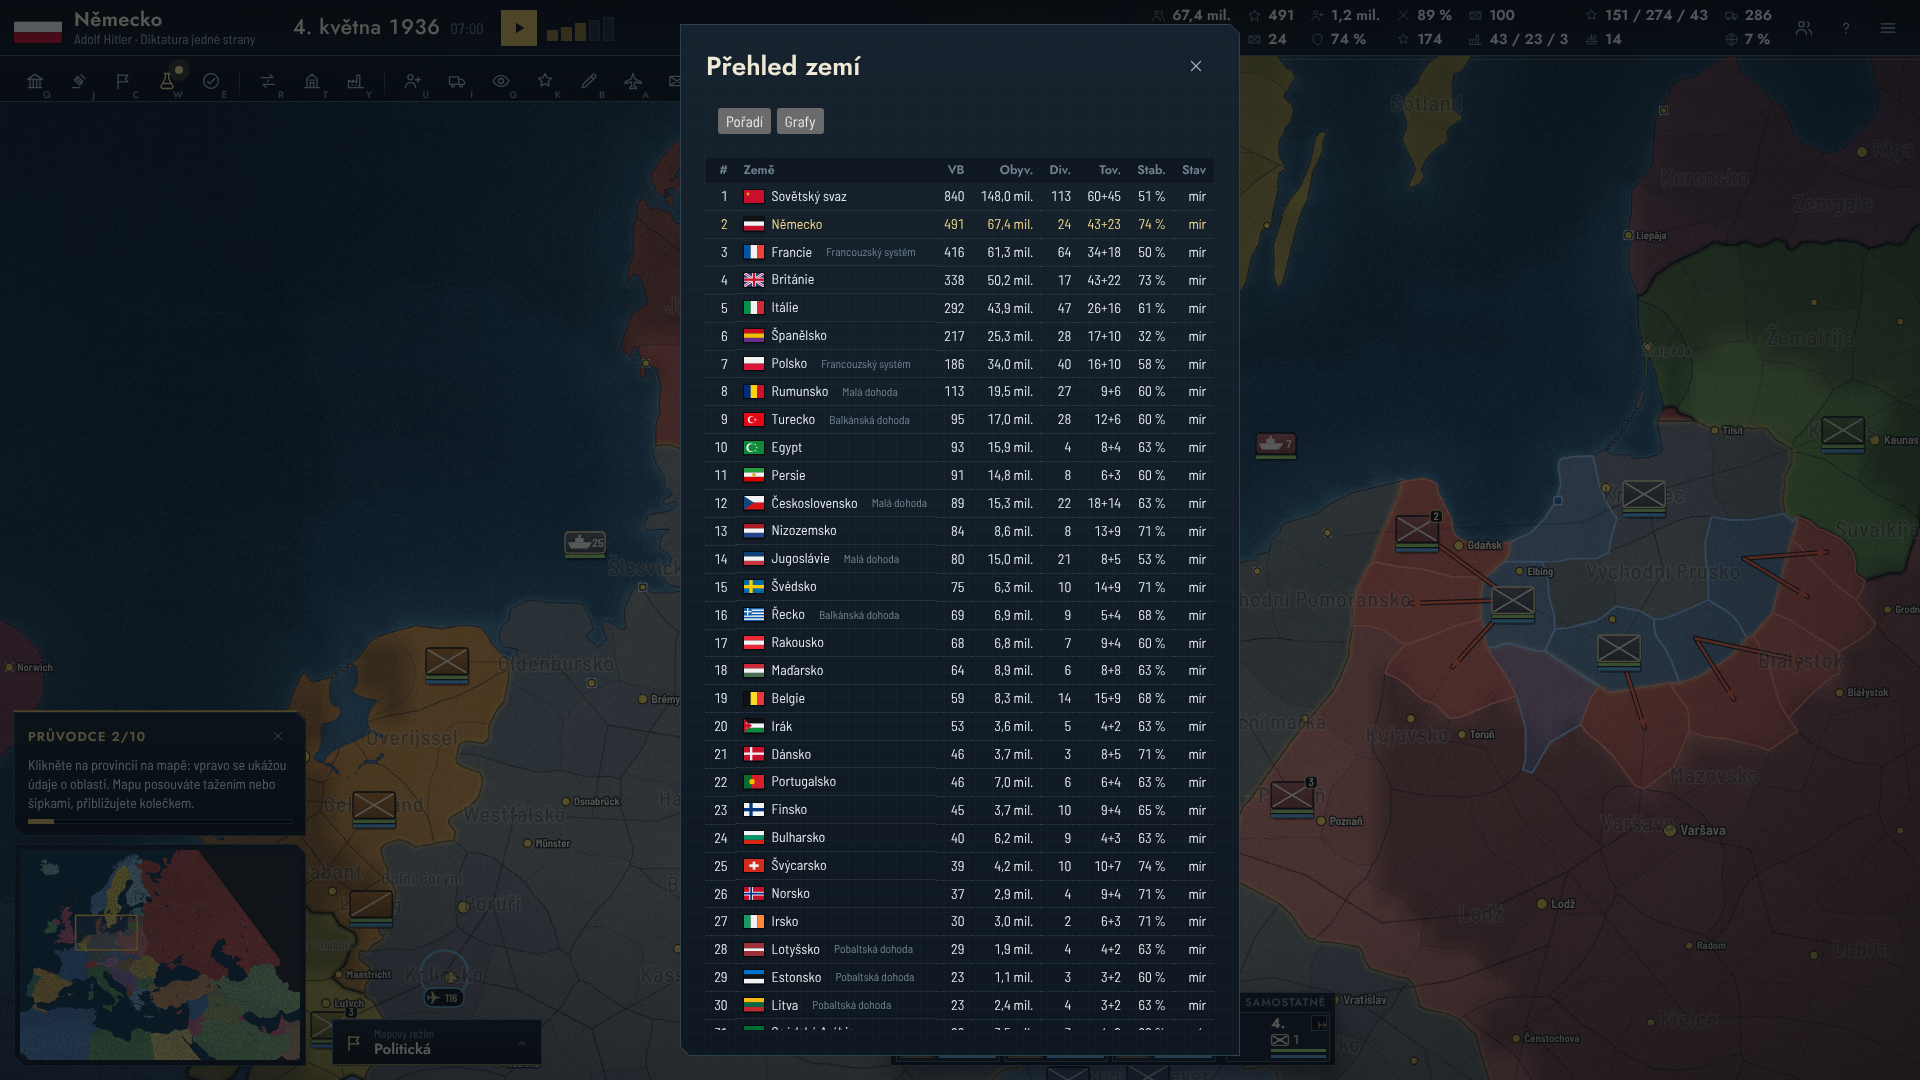 Německo
Adolf Hitler · Diktatura jedné strany
4. května 1936 07:00
67,4 mil. 491 1,2 mil. 89 % 100 151 / 274 / 43 286
24 74 % 174 43 / 23 / 3 14 7 %
?
Q J C W E R T Y U I G K B A
Přehled zemí
Pořadí Grafy
# Země VB Obyv. Div. Tov. Stab. Stav
1 Sovětský svaz 840 148,0 mil. 113 60+45 51 % mír
2 Německo 491 67,4 mil. 24 43+23 74 % mír
3 Francie Francouzský systém 416 61,3 mil. 64 34+18 50 % mír
4 Británie 338 50,2 mil. 17 43+22 73 % mír
5 Itálie 292 43,9 mil. 47 26+16 61 % mír
6 Španělsko 217 25,3 mil. 28 17+10 32 % mír
7 Polsko Francouzský systém 186 34,0 mil. 40 16+10 58 % mír
8 Rumunsko Malá dohoda 113 19,5 mil. 27 9+6 60 % mír
9 Turecko Balkánská dohoda 95 17,0 mil. 28 12+6 60 % mír
10 Egypt 93 15,9 mil. 4 8+4 63 % mír
11 Persie 91 14,8 mil. 8 6+3 60 % mír
12 Československo Malá dohoda 89 15,3 mil. 22 18+14 63 % mír
13 Nizozemsko 84 8,6 mil. 8 13+9 71 % mír
14 Jugoslávie Malá dohoda 80 15,0 mil. 21 8+5 53 % mír
15 Švédsko 75 6,3 mil. 10 14+9 71 % mír
16 Řecko Balkánská dohoda 69 6,9 mil. 9 5+4 68 % mír
17 Rakousko 68 6,8 mil. 7 9+4 60 % mír
18 Maďarsko 64 8,9 mil. 6 8+8 63 % mír
19 Belgie 59 8,3 mil. 14 15+9 68 % mír
20 Irák 53 3,6 mil. 5 4+2 63 % mír
21 Dánsko 46 3,7 mil. 3 8+5 71 % mír
22 Portugalsko 46 7,0 mil. 6 6+4 63 % mír
23 Finsko 45 3,7 mil. 10 9+4 65 % mír
24 Bulharsko 40 6,2 mil. 9 4+3 63 % mír
25 Švýcarsko 39 4,2 mil. 10 10+7 74 % mír
26 Norsko 37 2,9 mil. 4 9+4 71 % mír
27 Irsko 30 3,0 mil. 2 6+3 71 % mír
28 Lotyšsko Pobaltská dohoda 29 1,9 mil. 4 4+2 63 % mír
29 Estonsko Pobaltská dohoda 23 1,1 mil. 3 3+2 60 % mír
30 Litva Pobaltská dohoda 23 2,4 mil. 4 3+2 63 % mír
Gotland
Riga
Kuronsko
Zemgale
Liepāja
Žemaitija
Klaipėda
Tilsit
Kaunas
Suvalkija
Gdaňsk
Elbing
Východní Prusko
Grodn
Białystok
Białystok
Kujavsko
Toruň
Mazovsko
Poznaň
Varšava
Varšava
Lodž
Lodž
Radom
Lublin
Vratislav
Kielce
Čenstochová
7
2
3
25
Norwich
Oldenbursko
Brémy
Overijssel
Westfálsko
Osnabrück
Münster
Dolní Porýní
Porúří
Maastricht
Kolínsko
116
Lutych
3
PRŮVODCE 2/10
Klikněte na provincii na mapě: vpravo se ukážou
údaje o oblasti. Mapu posouváte tažením nebo
šipkami, přibližujete kolečkem.
Mapový režim
Politická
SAMOSTATNÉ
4.
1